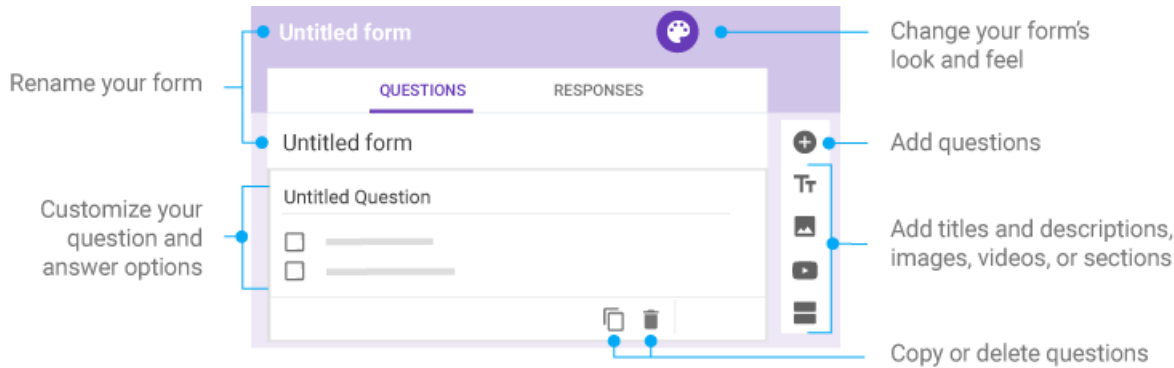 Untitled form
Change your form's
look and feel
Rename your form
QUESTIONS
RESPONSES
Untitled form
Add questions
Tт
Untitled Question
Customize your
question and
answer options
Add titles and descriptions,
images, videos, or sections
Copy or delete questions